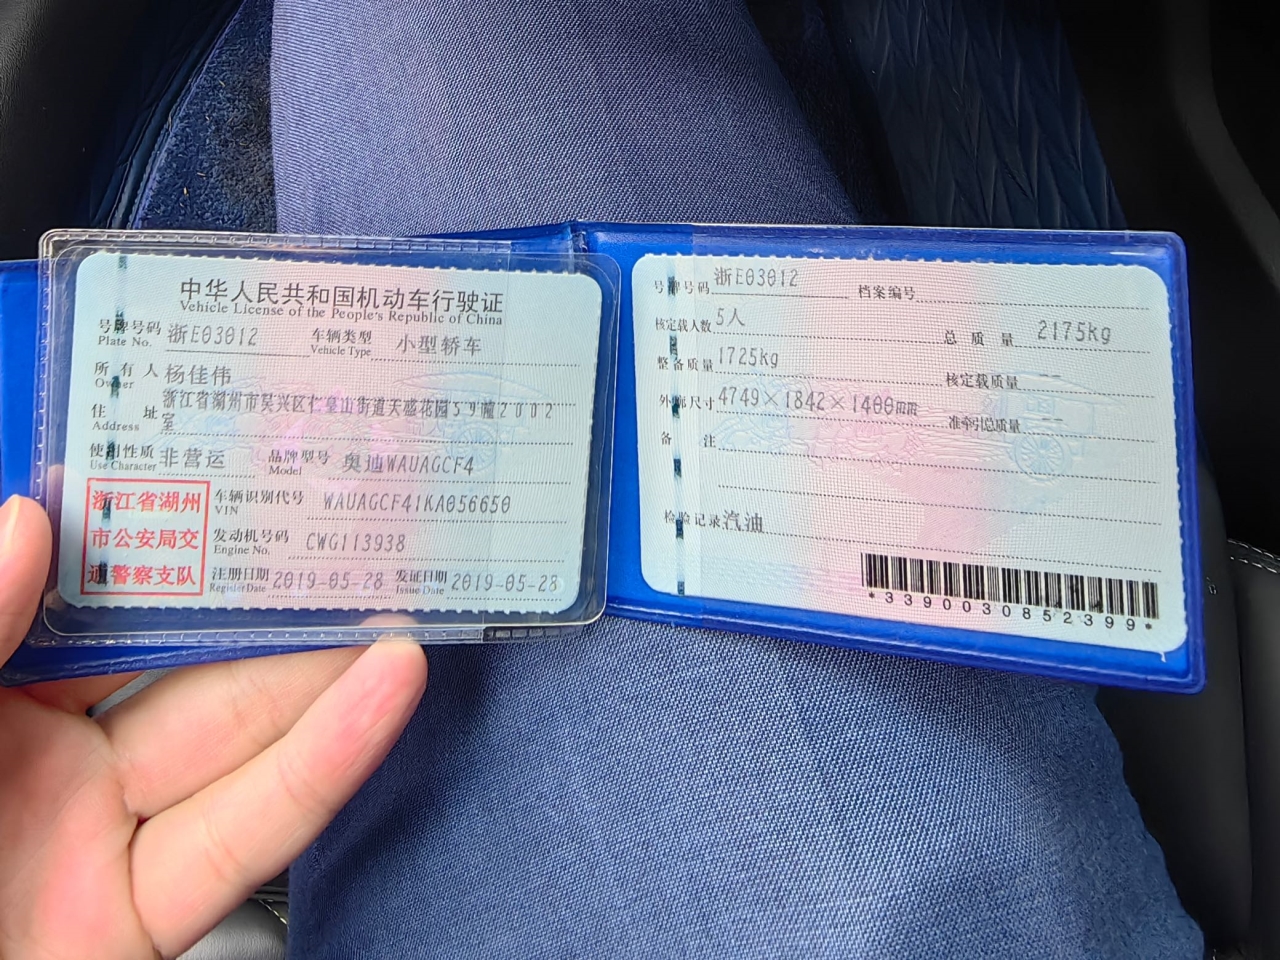 中华人民共和国机动车行驶证
Vehicle License of the People's Republic of China
号牌号码 浙E03012 车辆类型 小型轿车
Plate No. Vehicle Type
所有人 杨佳伟
Owner
住址 浙江省湖州市吴兴区仁皇山街道天盛花园59幢2002
Address 室
使用性质 非营运 品牌型号 奥迪WAUAGCF4
Use Character Model
浙江省湖州
市公安局交
通警察支队
车辆识别代号 WAUAGCF41KA056650
VIN
发动机号码 CWG113938
Engine No.
注册日期 2019-05-28 发证日期 2019-05-28
Register Date Issue Date
号牌号码 浙E03012 档案编号
核定载人数 5人 总质量 2175kg
整备质量 1725kg 核定载质量 --
外廓尺寸 4749×1842×1400mm 准牵引总质量 --
备注
检验记录 汽油
*3390030852399*